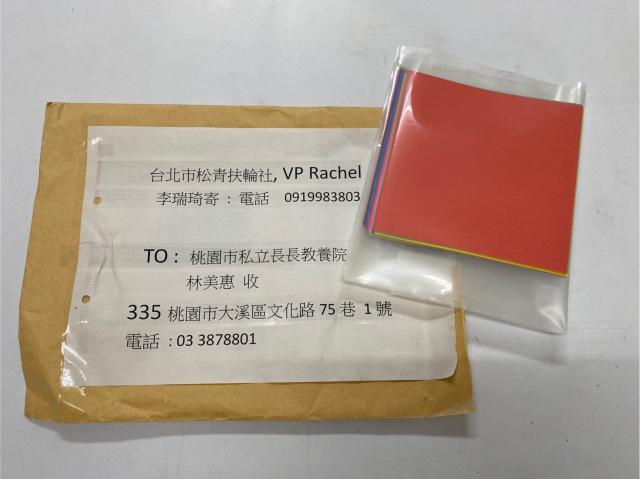 台北市松青扶輪社, VP Rachel
李瑞琦寄 : 電話 0919983803
TO : 桃園市私立長長教養院
林美惠 收
335 桃園市大溪區文化路 75 巷 1 號
電話 : 03 3878801